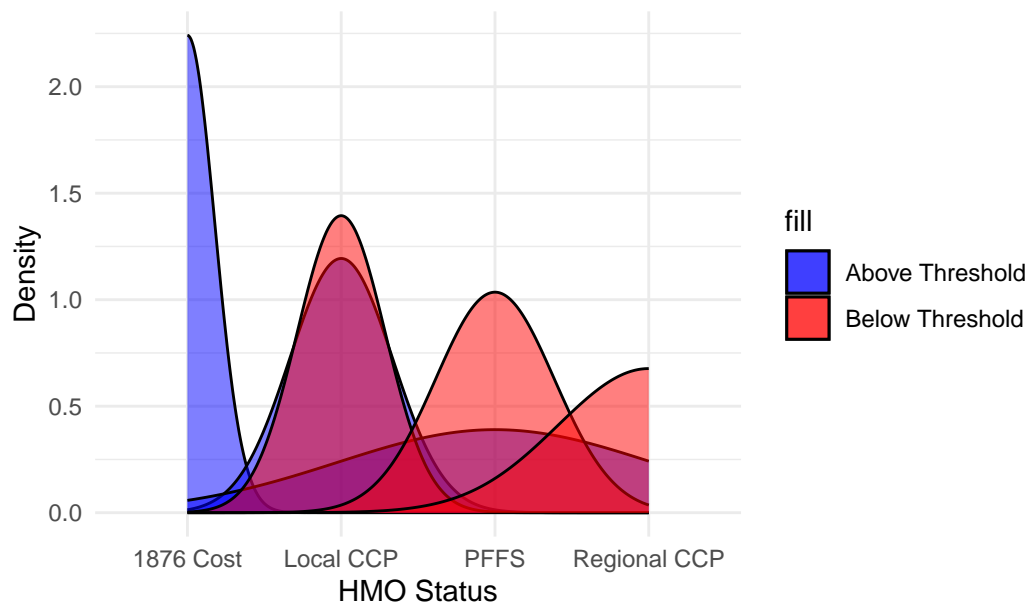 2.0
1.5
1.0
0.5
0.0
Density
1876 Cost
Local CCP
PFFS
Regional CCP
HMO Status
fill
Above Threshold
Below Threshold